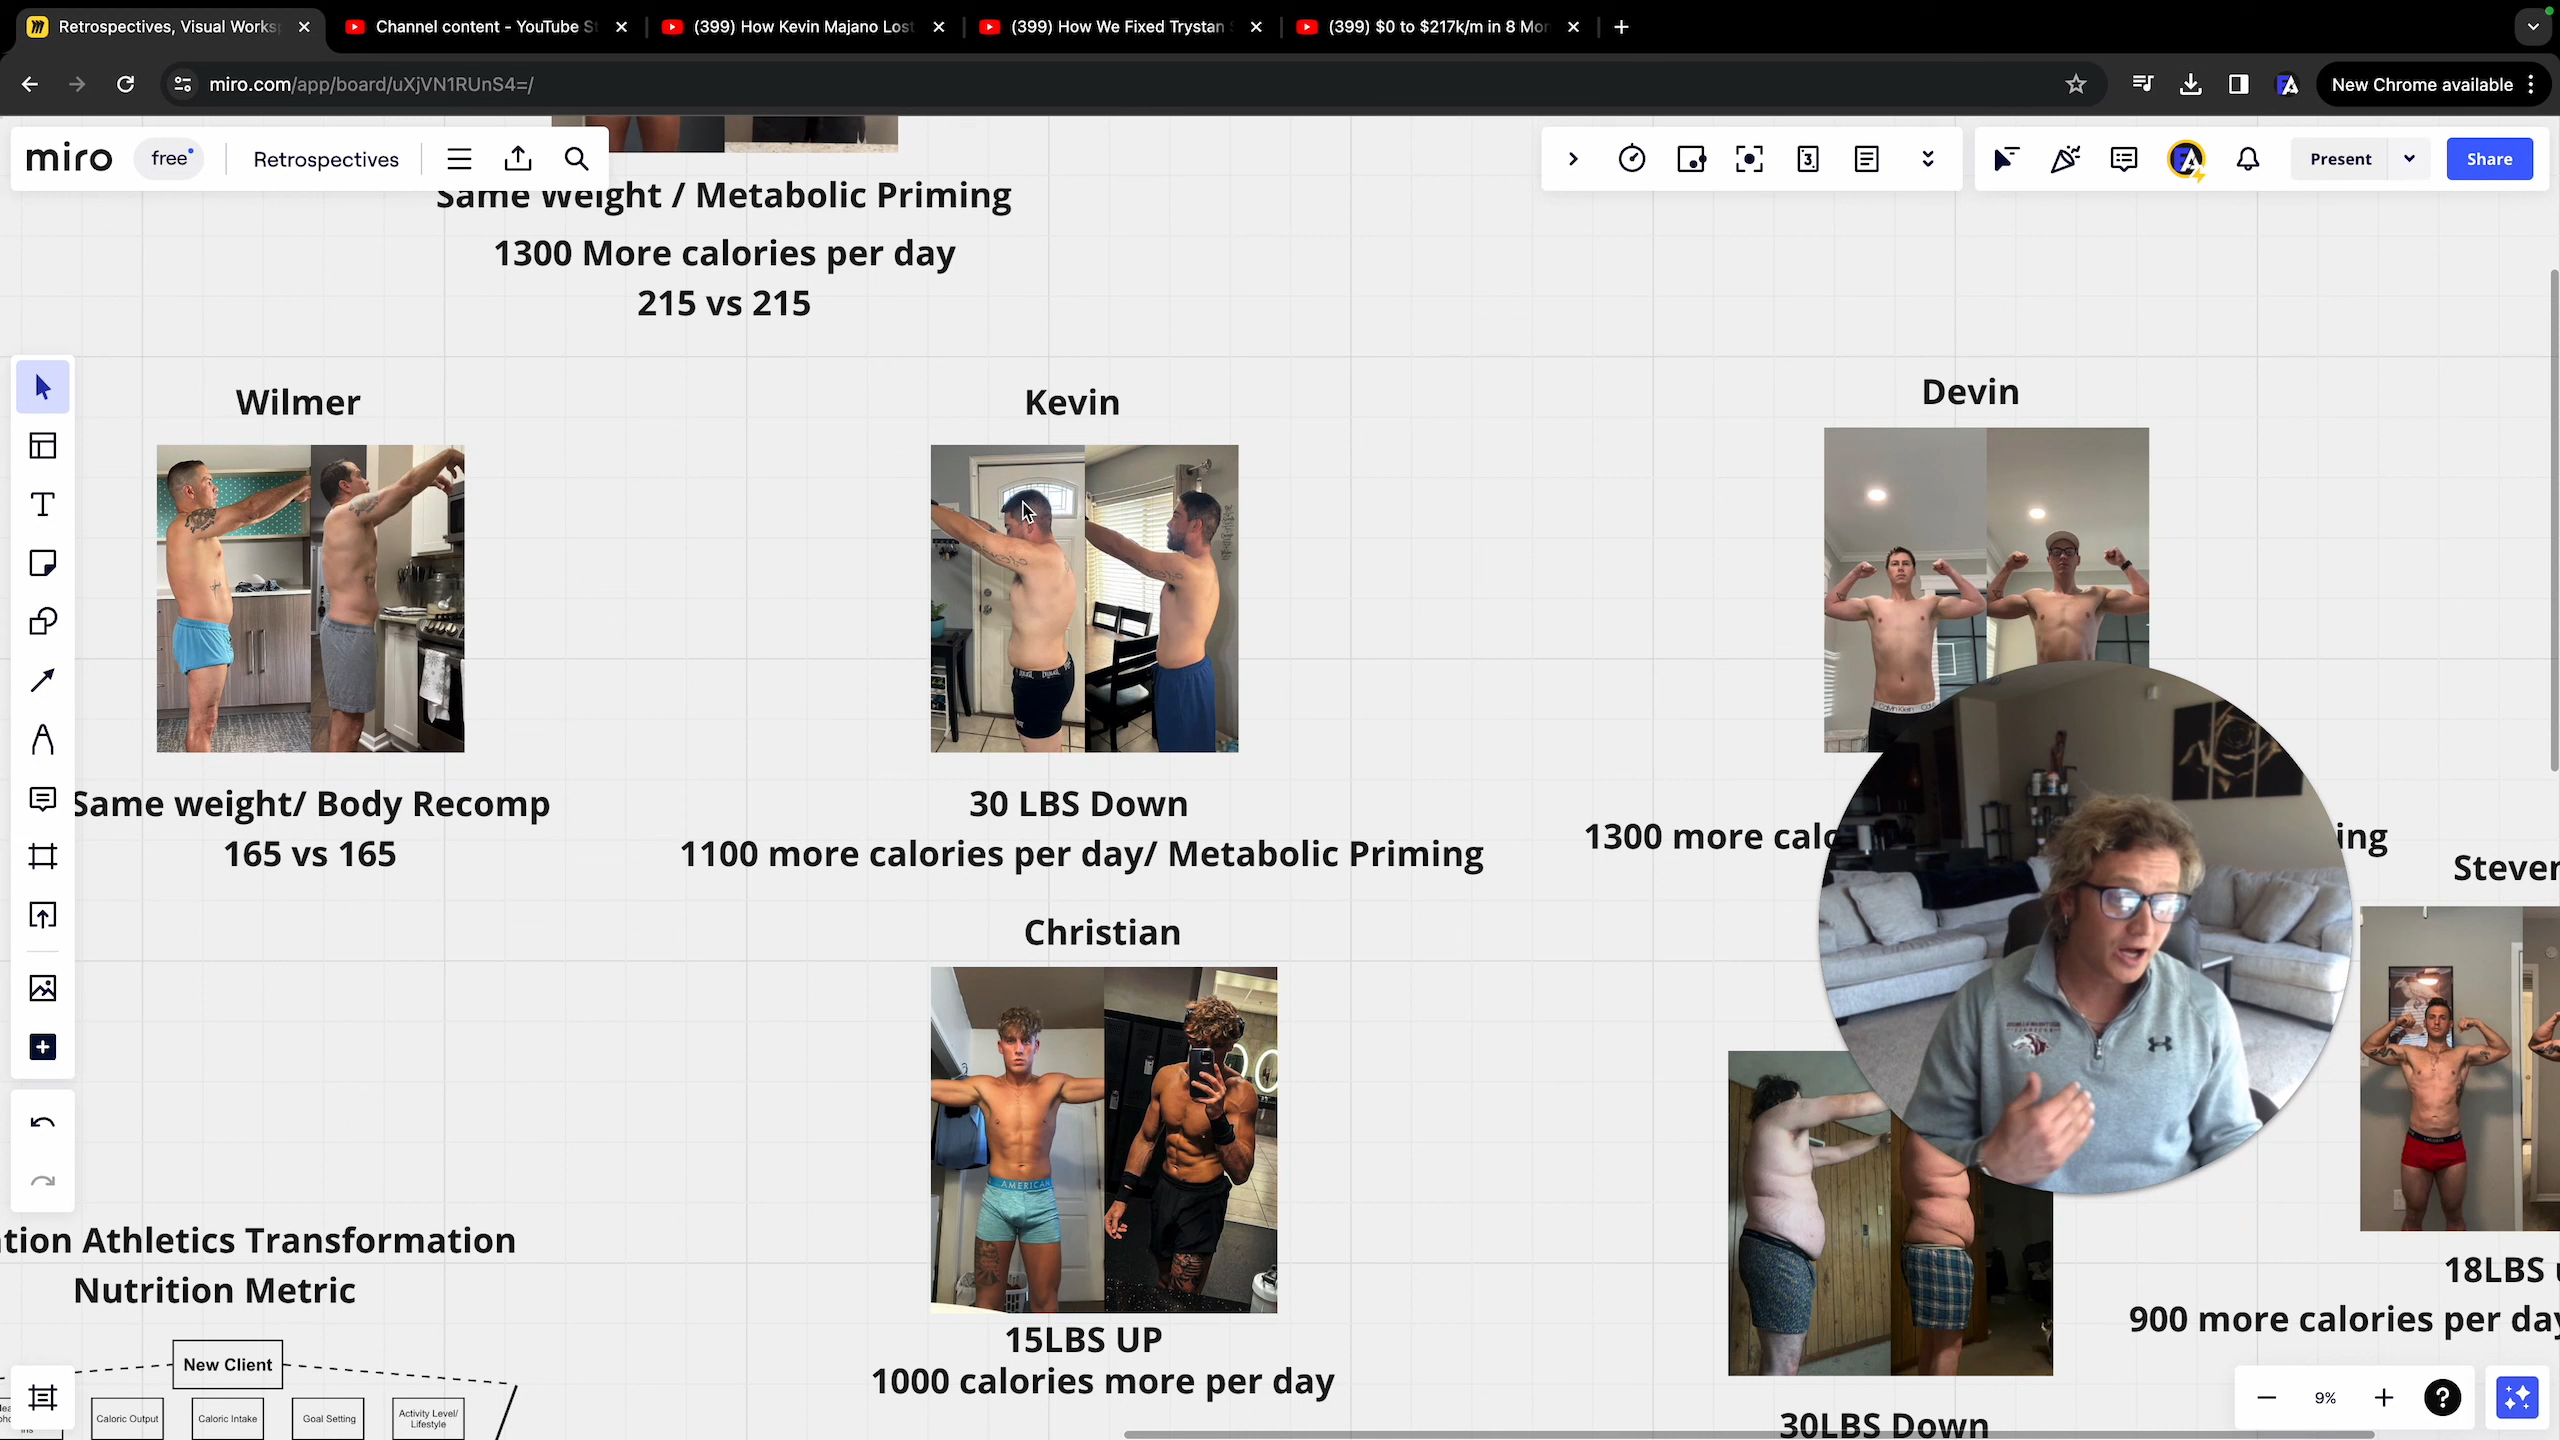 Retrospectives, Visual Works
Channel content - YouTube S
(399) How Kevin Majano Lost
(399) How We Fixed Trystan
(399) $0 to $217k/m in 8 Mon
miro.com/app/board/uXjVN1RUnS4=/
New Chrome available
miro
free
Retrospectives
Present
Share
Same Weight / Metabolic Priming
1300 More calories per day
215 vs 215
Wilmer
Kevin
Devin
Same weight/ Body Recomp
165 vs 165
30 LBS Down
1100 more calories per day/ Metabolic Priming
1300 more calo
ing
Steven
Christian
AMERICAN
15LBS UP
1000 calories more per day
18LBS
900 more calories per day
30LBS Down
tion Athletics Transformation
Nutrition Metric
New Client
Caloric Output
Caloric Intake
Goal Setting
Activity Level/
Lifestyle
9%